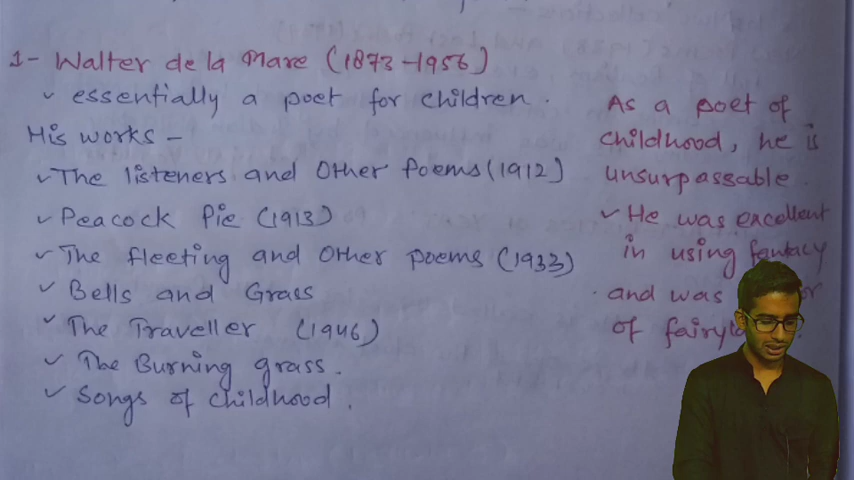 1- Walter de la Mare (1873-1956)
✓ essentially a poet for children.
His works -
✓ The listeners and Other Poems (1912)
✓ Peacock Pie (1913)
✓ The fleeting and Other poems (1933)
✓ Bells and Grass
✓ The Traveller (1946)
✓ The Burning grass.
✓ Songs of childhood.
As a poet of
childhood, he is
unsurpassable
✓ He was excellent
in using fantacy
and was
of